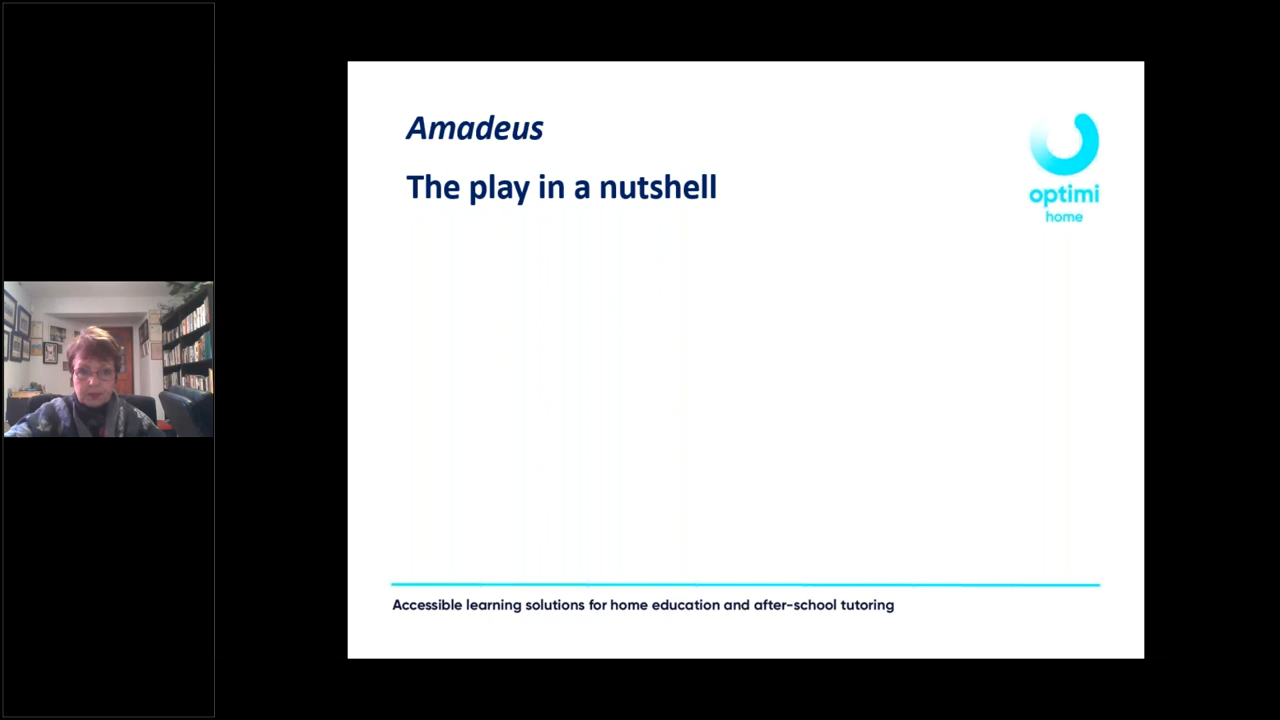 Amadeus
The play in a nutshell
optimi
home
Accessible learning solutions for home education and after-school tutoring